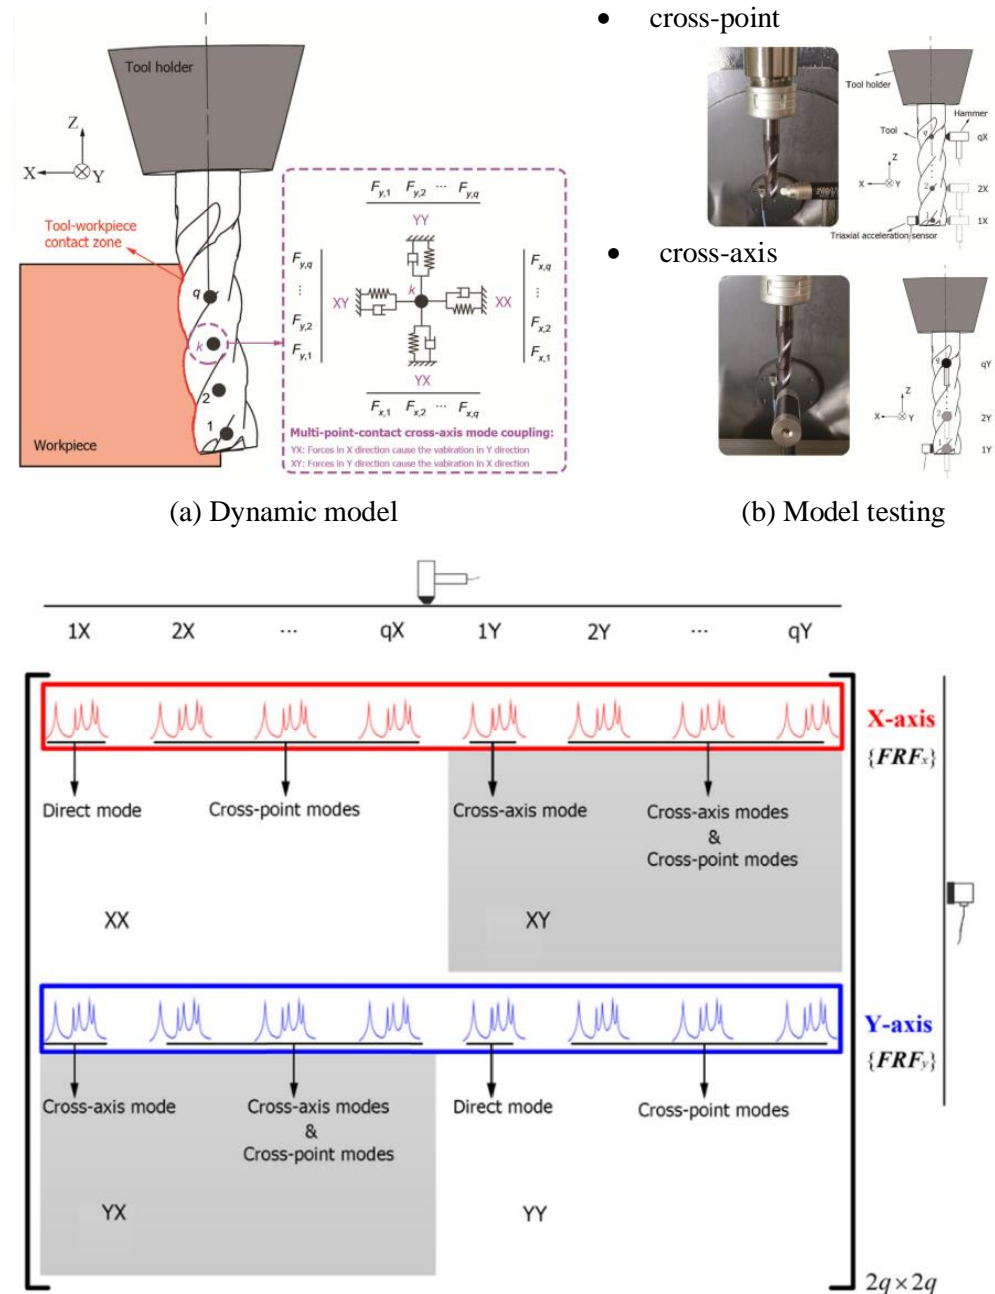 Tool holder
Z
X
Y
Tool-workpiece
contact zone
q
k
2
1
Workpiece
F_{y,1} F_{y,2} ... F_{y,q}
YY
F_{y,q}
⋮
F_{y,2}
F_{y,1}
XY
k
XX
F_{x,q}
⋮
F_{x,2}
F_{x,1}
YX
F_{x,1} F_{x,2} ... F_{x,q}
Multi-point-contact cross-axis mode coupling:
YX: Forces in X direction cause the vabiration in Y direction
XY: Forces in Y direction cause the vabiration in X direction
(a) Dynamic model
• cross-point
Tool holder
Hammer
qX
Tool
q
Z
X
Y
2
2X
1
1X
Triaxial acceleration sensor
• cross-axis
q
qY
Z
X
Y
2
2Y
1
1Y
(b) Model testing
1X 2X ... qX 1Y 2Y ... qY
X-axis
{FRF_x}
Direct mode
Cross-point modes
Cross-axis mode
Cross-axis modes
&
Cross-point modes
XX
XY
Y-axis
{FRF_y}
Cross-axis mode
Cross-axis modes
&
Cross-point modes
Direct mode
Cross-point modes
YX
YY
2q × 2q